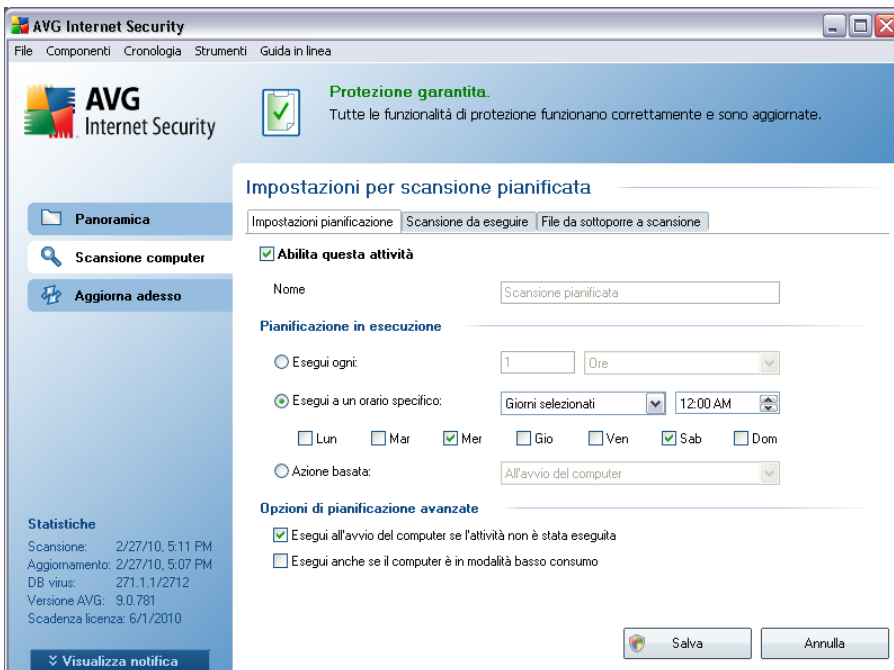 AVG Internet Security
File Componenti Cronologia Strumenti Guida in linea
AVG
Internet Security
Protezione garantita.
Tutte le funzionalità di protezione funzionano correttamente e sono aggiornate.
Panoramica
Scansione computer
Aggiorna adesso
Impostazioni per scansione pianificata
Impostazioni pianificazione Scansione da eseguire File da sottoporre a scansione
Abilita questa attività
Nome Scansione pianificata
Pianificazione in esecuzione
Esegui ogni: 1 Ore
Esegui a un orario specifico: Giorni selezionati 12:00 AM
Lun Mar Mer Gio Ven Sab Dom
Azione basata: All'avvio del computer
Opzioni di pianificazione avanzate
Esegui all'avvio del computer se l'attività non è stata eseguita
Esegui anche se il computer è in modalità basso consumo
Statistiche
Scansione: 2/27/10, 5:11 PM
Aggiornamento: 2/27/10, 5:07 PM
DB virus: 271.1.1/2712
Versione AVG: 9.0.781
Scadenza licenza: 6/1/2010
Visualizza notifica
Salva Annulla